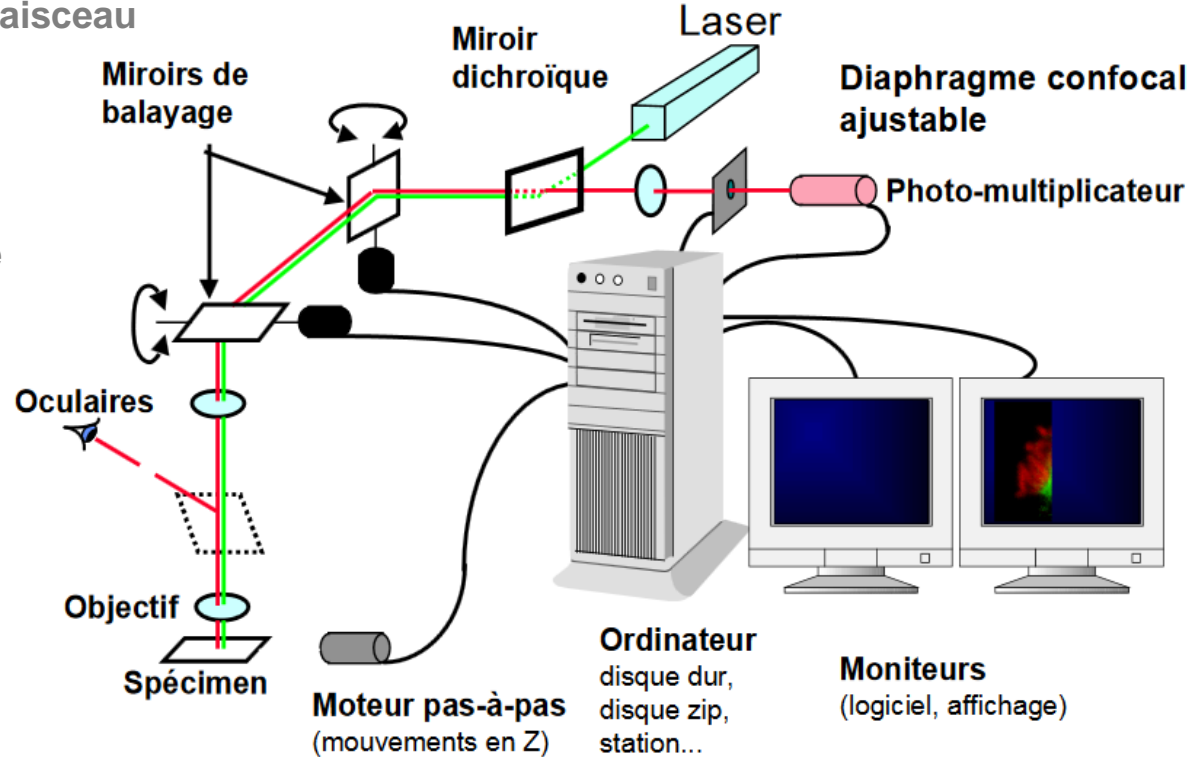 aisceau
Laser
Miroir
dichroïque
Miroirs de
balayage
Diaphragme confocal
ajustable
Photo-multiplicateur
Oculaires
Objectif
Spécimen
Moteur pas-à-pas
(mouvements en Z)
Ordinateur
disque dur,
disque zip,
station...
Moniteurs
(logiciel, affichage)